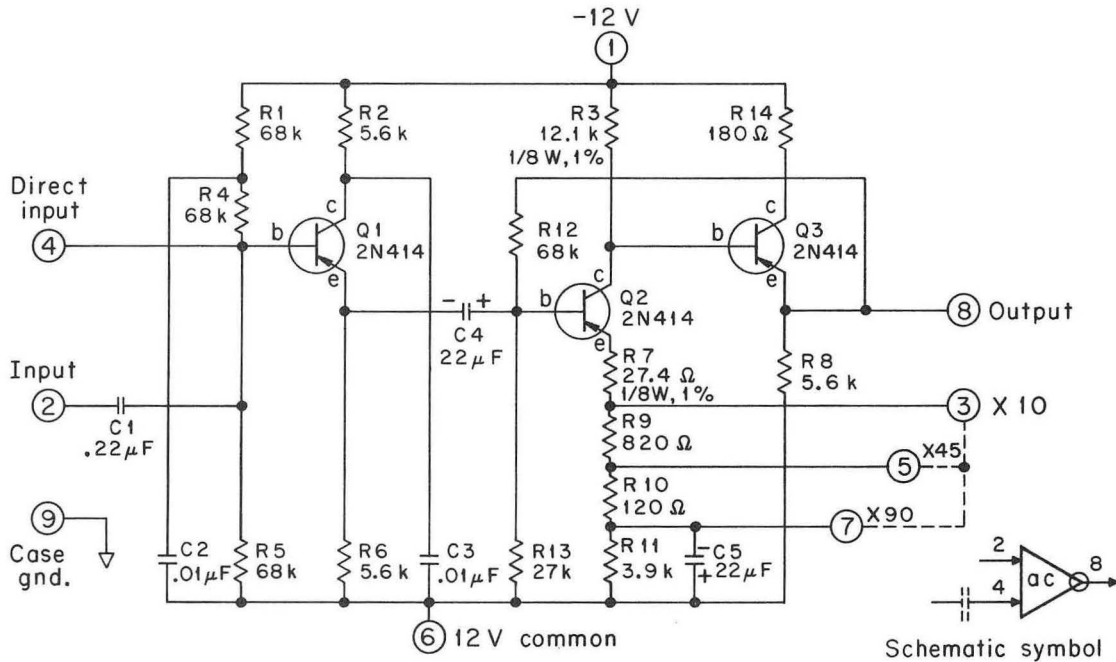 -12 V
1
R1
68k
R2
5.6k
R3
12.1 k
1/8 W, 1%
R14
180 Ω
Direct
input
4
R4
68k
b
c
e
Q1
2N414
R12
68k
b
c
e
Q3
2N414
b
c
e
Q2
2N414
- +
C4
22μF
8 Output
R7
27.4 Ω
1/8W, 1%
R8
5.6 k
Input
2
C1
.22μF
3 X 10
R9
820 Ω
5 X45
R10
120 Ω
7 X90
9
Case
gnd.
C2
.01μF
R5
68k
R6
5.6k
C3
.01μF
R13
27k
R11
3.9 k
- C5
+ 22μF
6 12 V common
2
4
ac
8
Schematic symbol